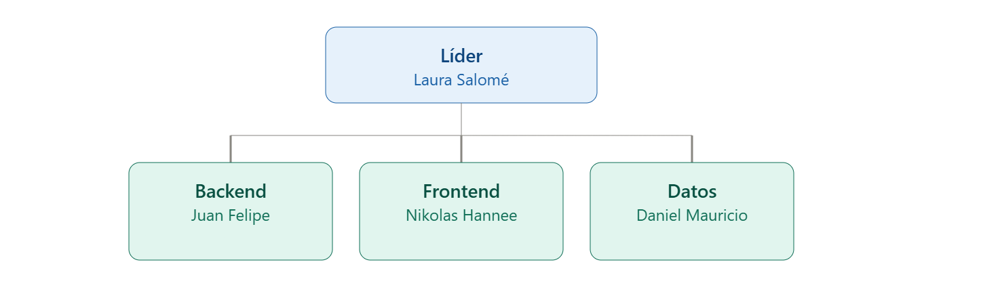 Líder
Laura Salomé
Backend
Juan Felipe
Frontend
Nikolas Hannee
Datos
Daniel Mauricio